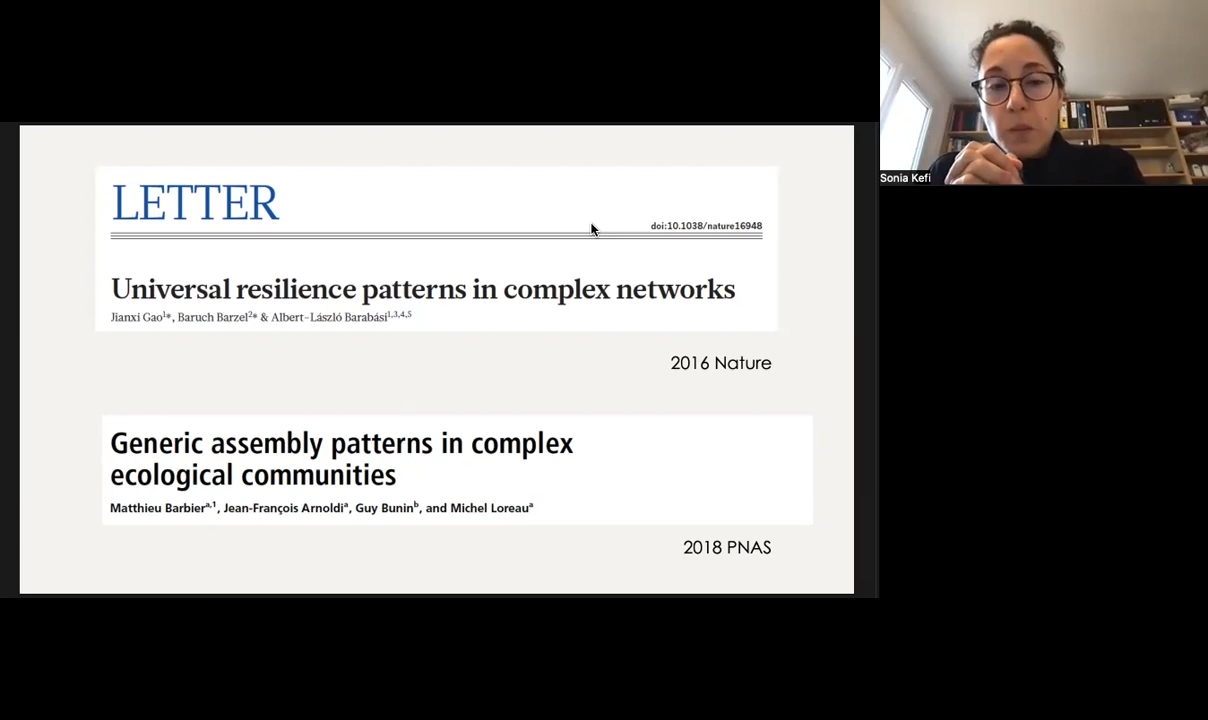 LETTER
doi:10.1038/nature16948
Universal resilience patterns in complex networks
Jianxi Gao¹*, Baruch Barzel²* & Albert-László Barabási¹,³,⁴,⁵
2016 Nature
Generic assembly patterns in complex
ecological communities
Matthieu Barbierᵃ,¹, Jean-François Arnoldiᵃ, Guy Buninᵇ, and Michel Loreauᵃ
2018 PNAS
Sonia Kefi